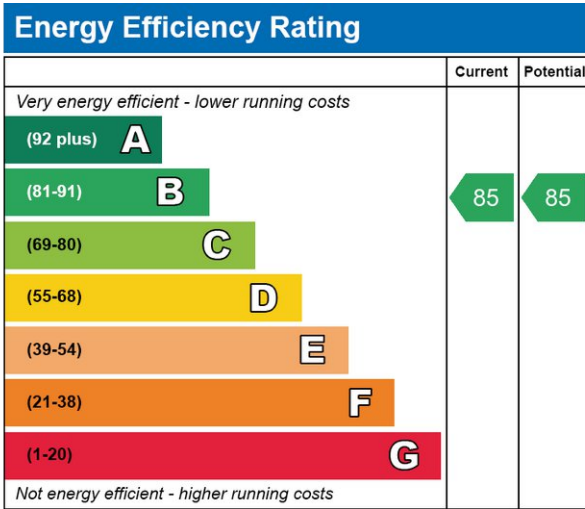 Energy Efficiency Rating
Current Potential
Very energy efficient - lower running costs
(92 plus) A
(81-91) B 85 85
(69-80) C
(55-68) D
(39-54) E
(21-38) F
(1-20) G
Not energy efficient - higher running costs